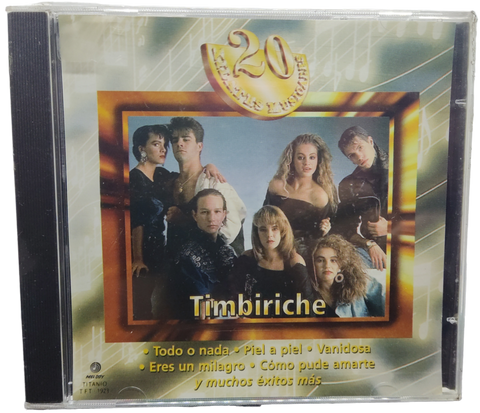 20
Timbiriche
• Todo o nada • Piel a piel • Vanidosa
• Eres un milagro • Cómo pude amarte
y muchos éxitos más
TITANIO